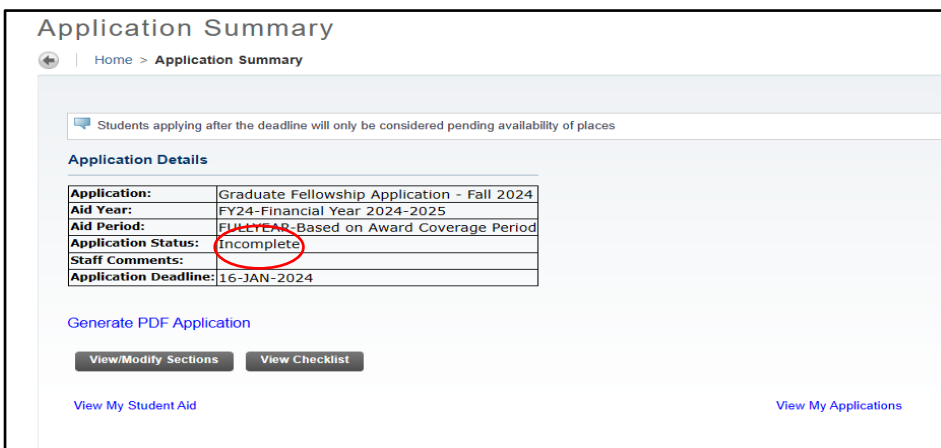 Application Summary
Home > Application Summary
Students applying after the deadline will only be considered pending availability of places
Application Details
Application: Graduate Fellowship Application - Fall 2024
Aid Year: FY24-Financial Year 2024-2025
Aid Period: FULLYEAR-Based on Award Coverage Period
Application Status: Incomplete
Staff Comments:
Application Deadline: 16-JAN-2024
Generate PDF Application
View/Modify Sections View Checklist
View My Student Aid View My Applications